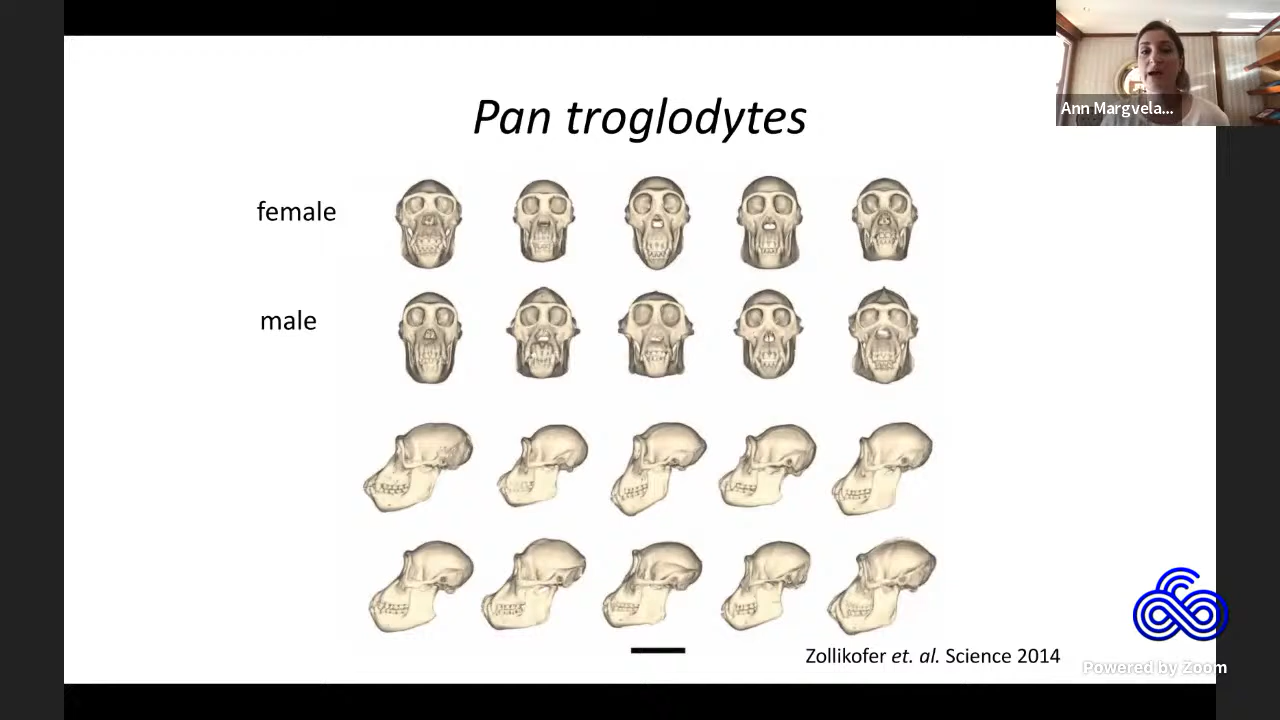 Ann Margvela...
Pan troglodytes
female
male
Zollikofer et. al. Science 2014
Powered by Zoom